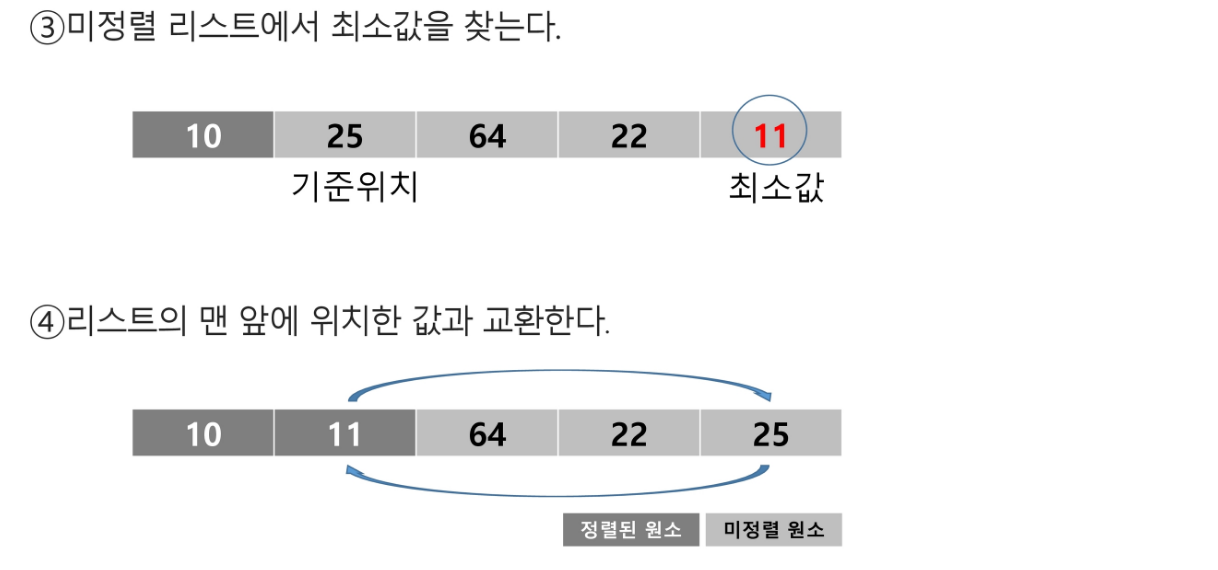 ③미정렬 리스트에서 최소값을 찾는다.
10 25 64 22 11
기준위치 최소값
④리스트의 맨 앞에 위치한 값과 교환한다.
10 11 64 22 25
정렬된 원소 미정렬 원소